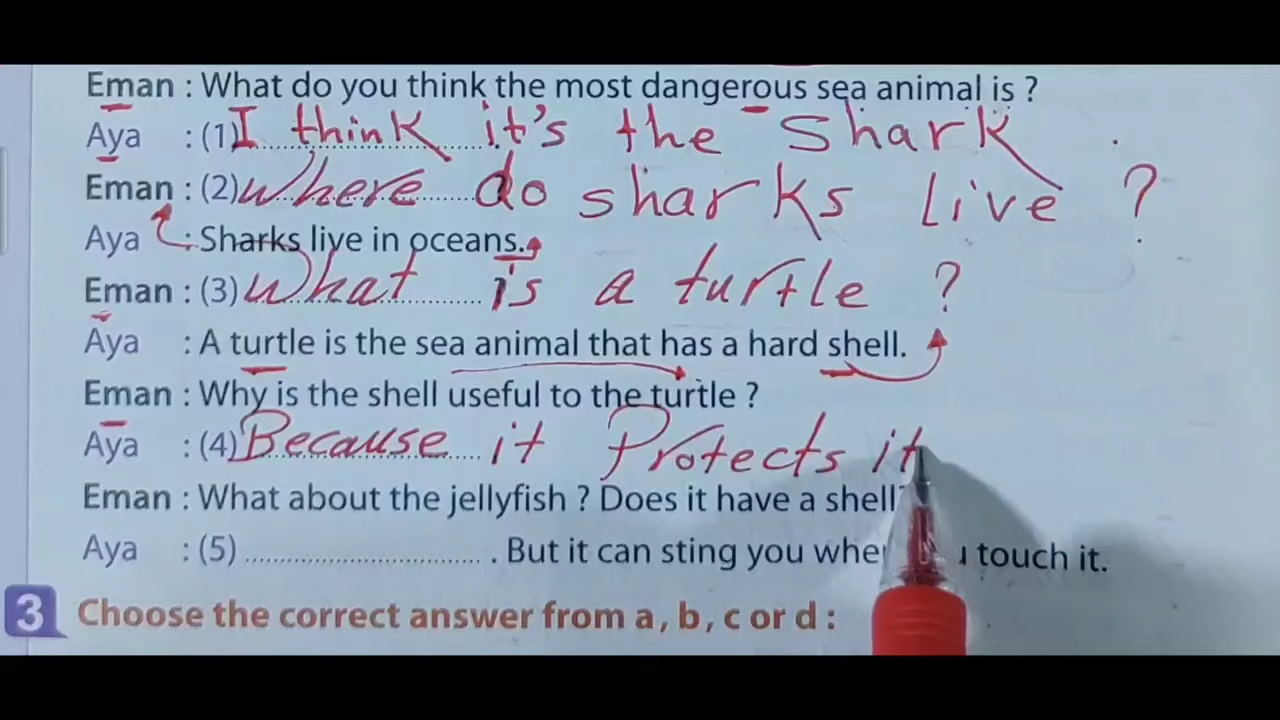 Eman : What do you think the most dangerous sea animal is ?
Aya : (1) I think it's the shark .
Eman : (2) Where do sharks live ?
Aya : Sharks live in oceans.
Eman : (3) What is a turtle ?
Aya : A turtle is the sea animal that has a hard shell.
Eman : Why is the shell useful to the turtle ?
Aya : (4) Because it Protects it
Eman : What about the jellyfish ? Does it have a shell
Aya : (5) ................................ . But it can sting you touch it.
3 Choose the correct answer from a , b , c or d :